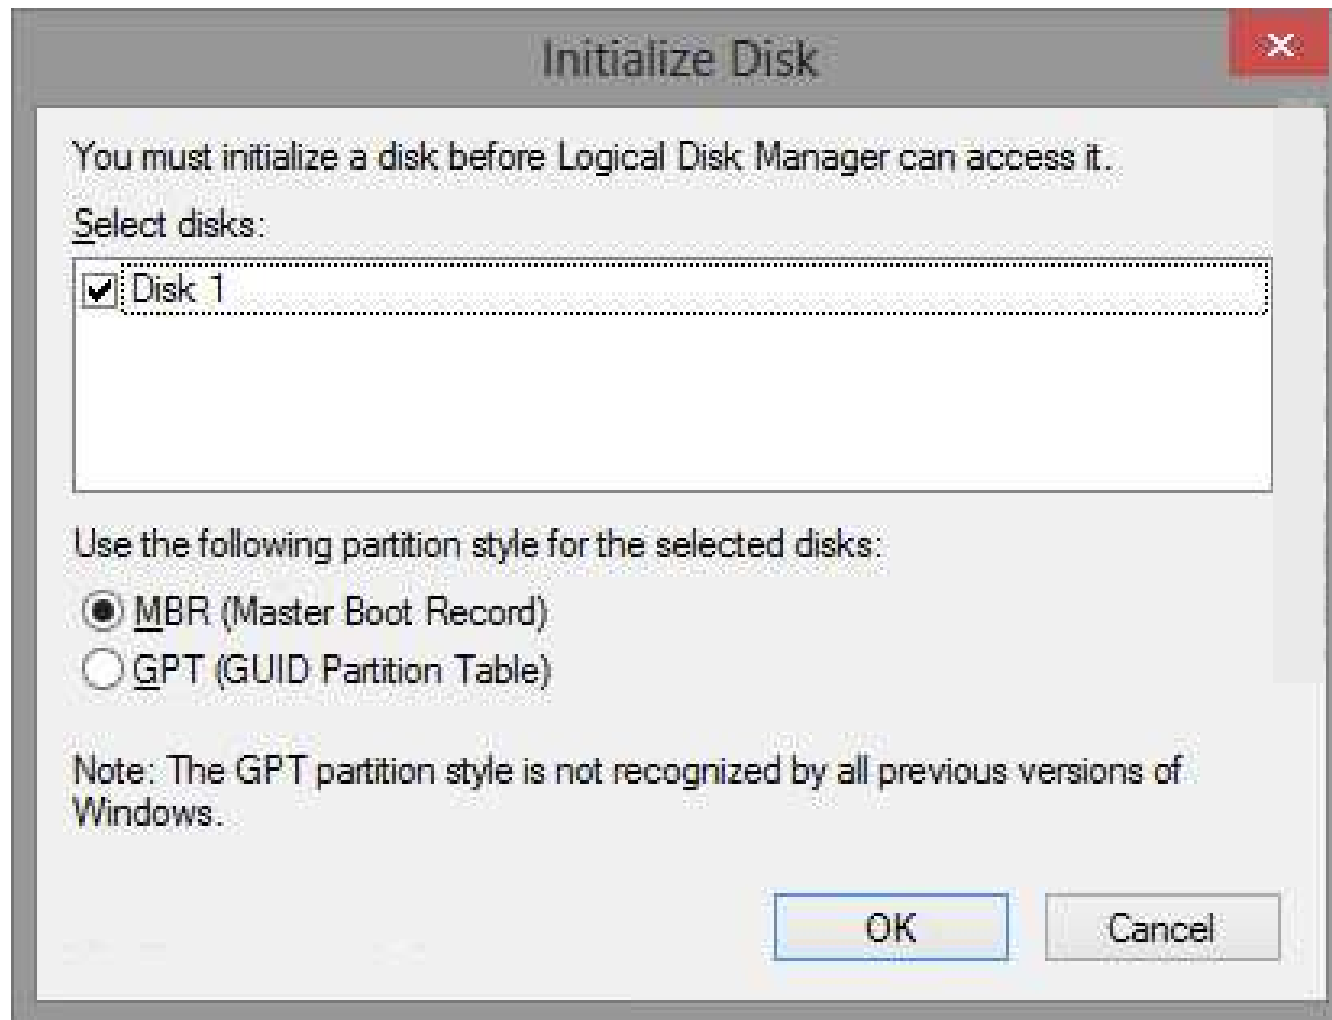 Initialize Disk
You must initialize a disk before Logical Disk Manager can access it.
Select disks:
Disk 1
Use the following partition style for the selected disks:
MBR (Master Boot Record)
GPT (GUID Partition Table)
Note: The GPT partition style is not recognized by all previous versions of
Windows.
OK Cancel